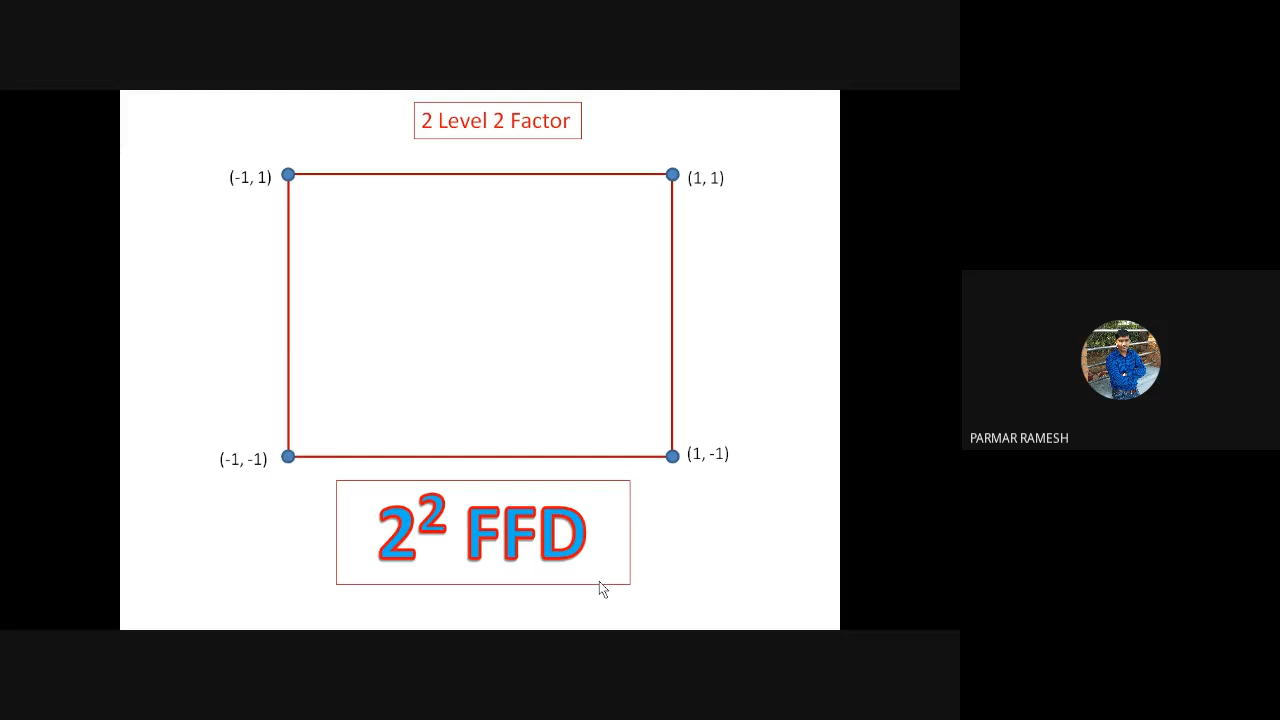 2 Level 2 Factor
(-1, 1)
(1, 1)
(-1, -1)
(1, -1)
2² FFD
PARMAR RAMESH